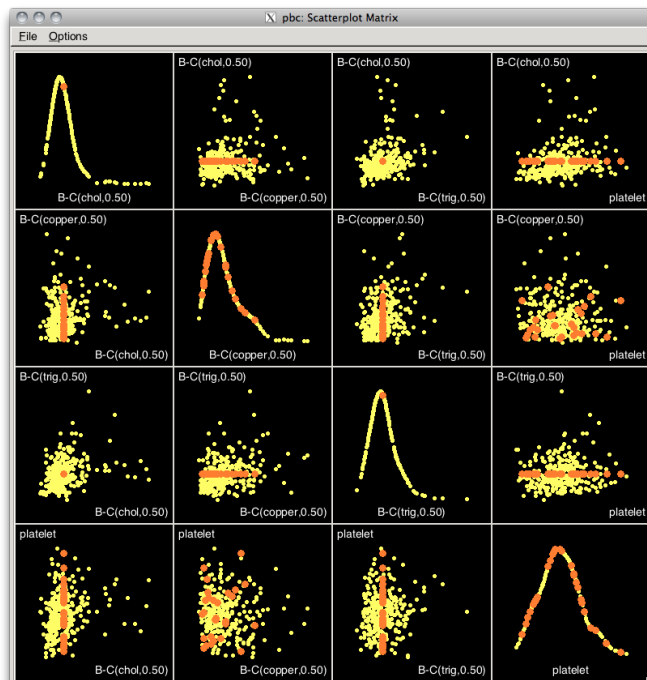 pbc: Scatterplot Matrix
File Options
B-C(chol,0.50)
B-C(chol,0.50)
B-C(chol,0.50)
B-C(chol,0.50)
B-C(copper,0.50)
B-C(trig,0.50)
platelet
B-C(copper,0.50)
B-C(copper,0.50)
B-C(copper,0.50)
B-C(chol,0.50)
B-C(copper,0.50)
B-C(trig,0.50)
platelet
B-C(trig,0.50)
B-C(trig,0.50)
B-C(trig,0.50)
B-C(chol,0.50)
B-C(copper,0.50)
B-C(trig,0.50)
platelet
platelet
platelet
platelet
B-C(chol,0.50)
B-C(copper,0.50)
B-C(trig,0.50)
platelet